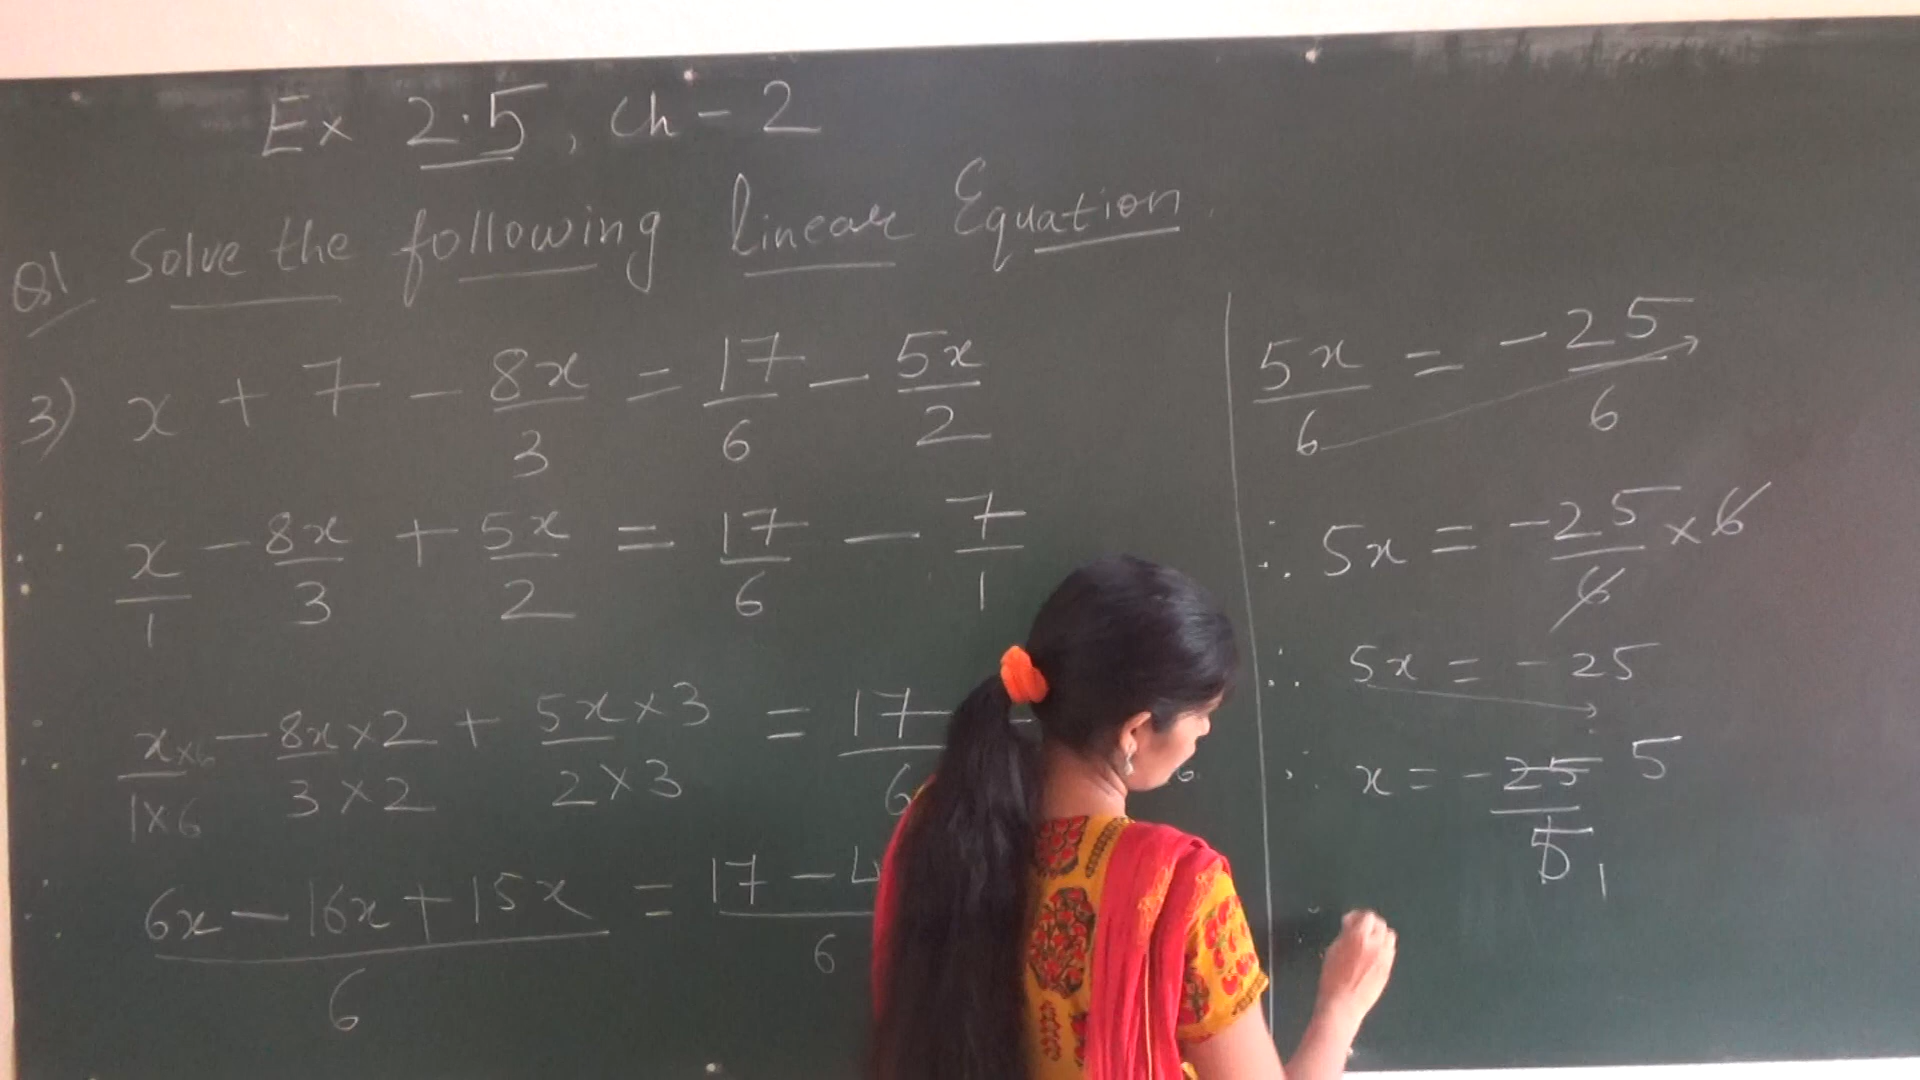 Ex 2.5, Ch - 2
Q1 Solve the following linear Equation.
3) x + 7 - 8x/3 = 17/6 - 5x/2
∴ x/1 - 8x/3 + 5x/2 = 17/6 - 7/1
∴ x×6/1×6 - 8x×2/3×2 + 5x×3/2×3 = 17/6 -
∴ 6x - 16x + 15x/6 = 17 - 4/6
5x/6 = -25/6
∴ 5x = -25/6 × 6
∴ 5x = -25
∴ x = -25/5 5 1